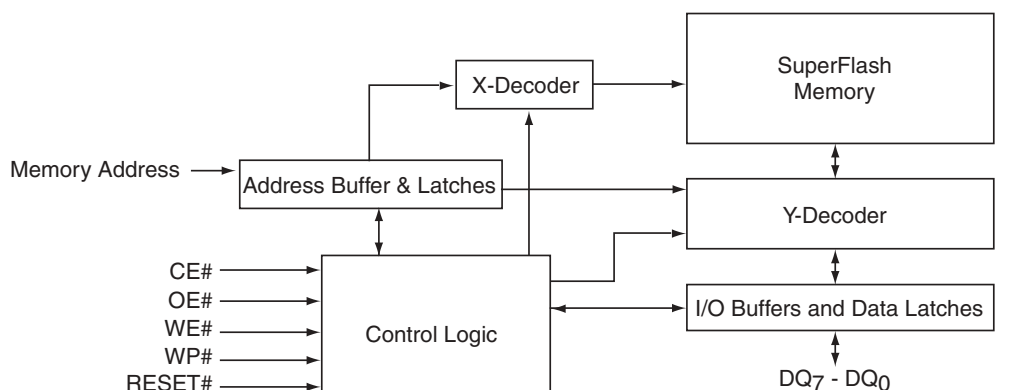 SuperFlash
Memory
X-Decoder
Memory Address
Address Buffer & Latches
Y-Decoder
CE#
OE#
WE#
WP#
RESET#
Control Logic
I/O Buffers and Data Latches
DQ7 - DQ0